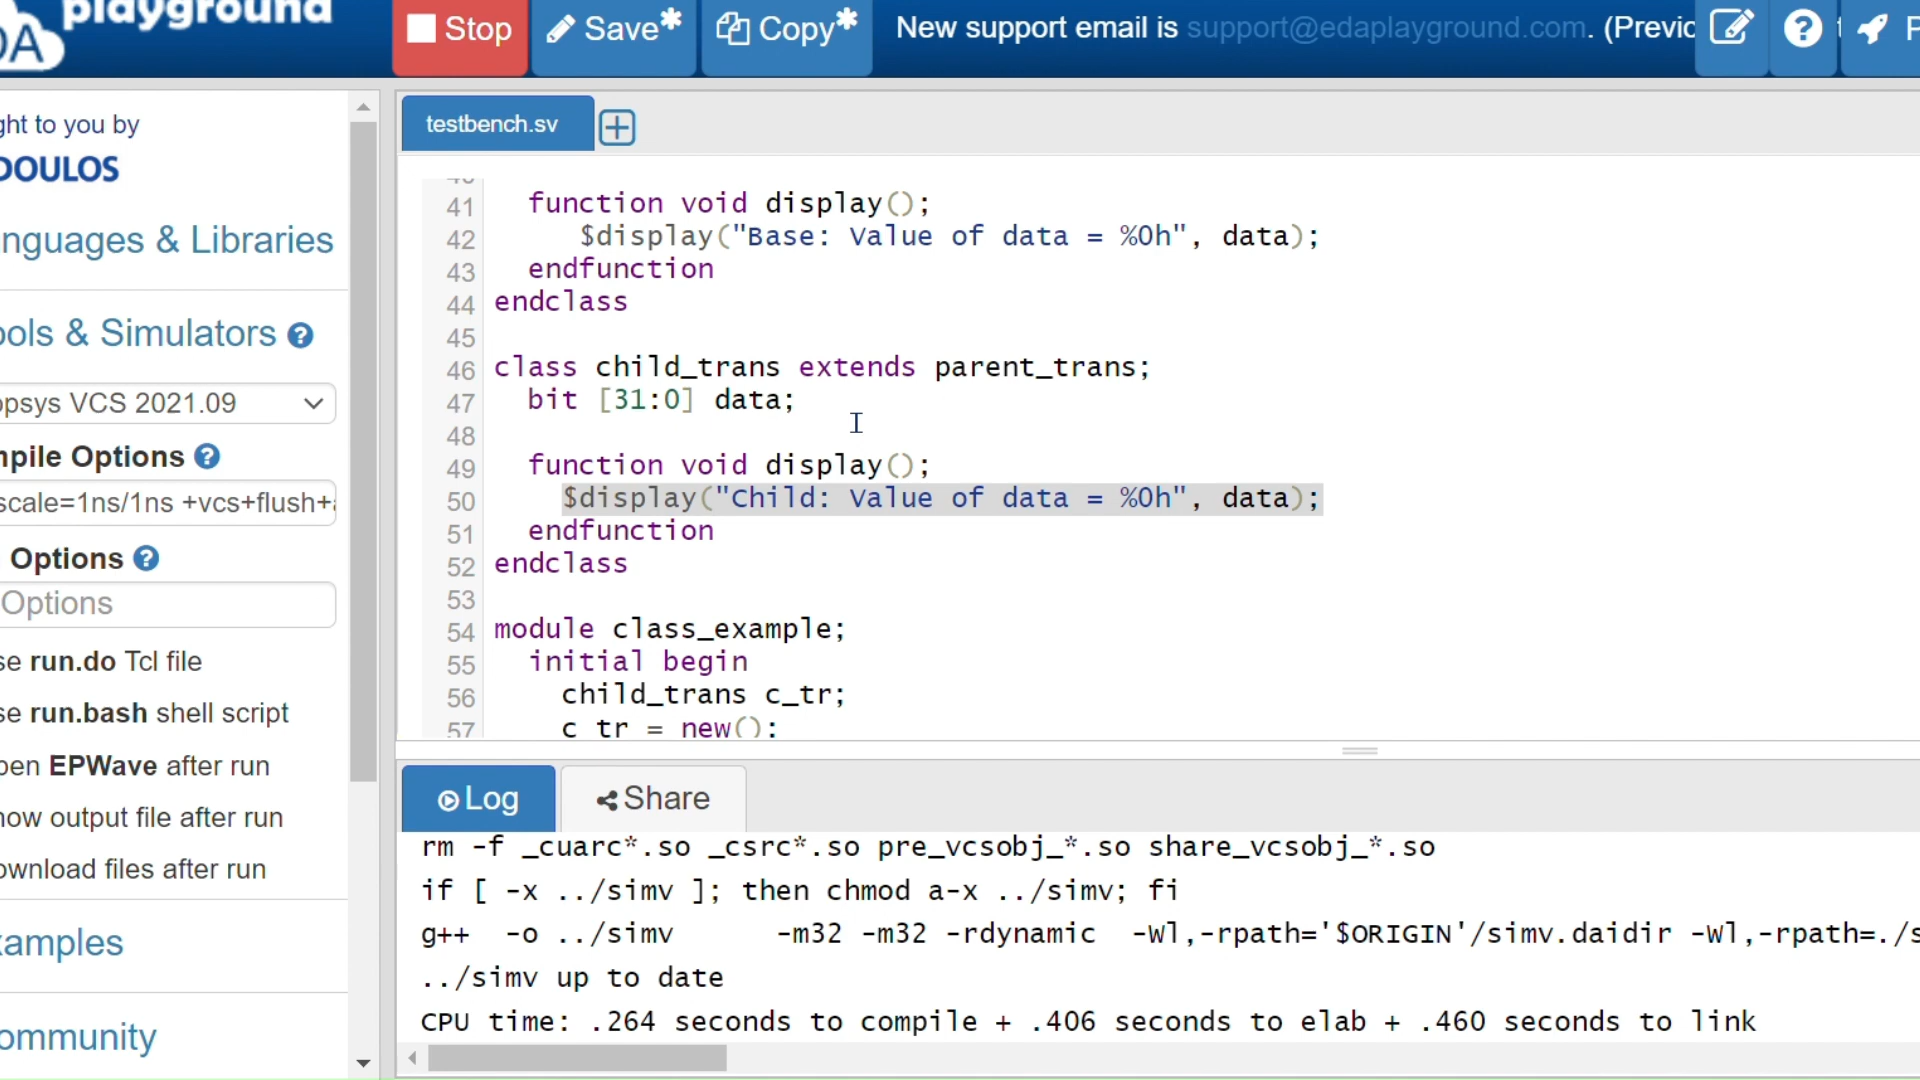 playground
DA
Stop
Save*
Copy*
New support email is support@edaplayground.com. (Previc
ght to you by
DOULOS
nguages & Libraries
ools & Simulators
opsys VCS 2021.09
mpile Options
scale=1ns/1ns +vcs+flush+a
Options
Options
se run.do Tcl file
se run.bash shell script
pen EPWave after run
how output file after run
ownload files after run
xamples
ommunity
testbench.sv
40
41 function void display();
42 $display("Base: Value of data = %0h", data);
43 endfunction
44 endclass
45
46 class child_trans extends parent_trans;
47 bit [31:0] data;
48
49 function void display();
50 $display("Child: Value of data = %0h", data);
51 endfunction
52 endclass
53
54 module class_example;
55 initial begin
56 child_trans c_tr;
57 c_tr = new();
Log
Share
rm -f _cuarc*.so _csrc*.so pre_vcsobj_*.so share_vcsobj_*.so
if [ -x ../simv ]; then chmod a-x ../simv; fi
g++ -o ../simv -m32 -m32 -rdynamic -Wl,-rpath='$ORIGIN'/simv.daidir -Wl,-rpath=./s
../simv up to date
CPU time: .264 seconds to compile + .406 seconds to elab + .460 seconds to link